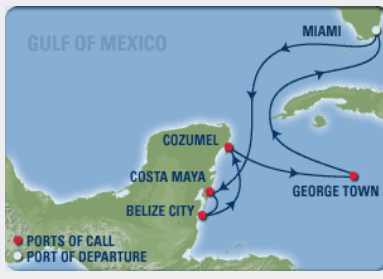 MIAMI
GULF OF MEXICO
COZUMEL
COSTA MAYA
GEORGE TOWN
BELIZE CITY
PORTS OF CALL
PORT OF DEPARTURE